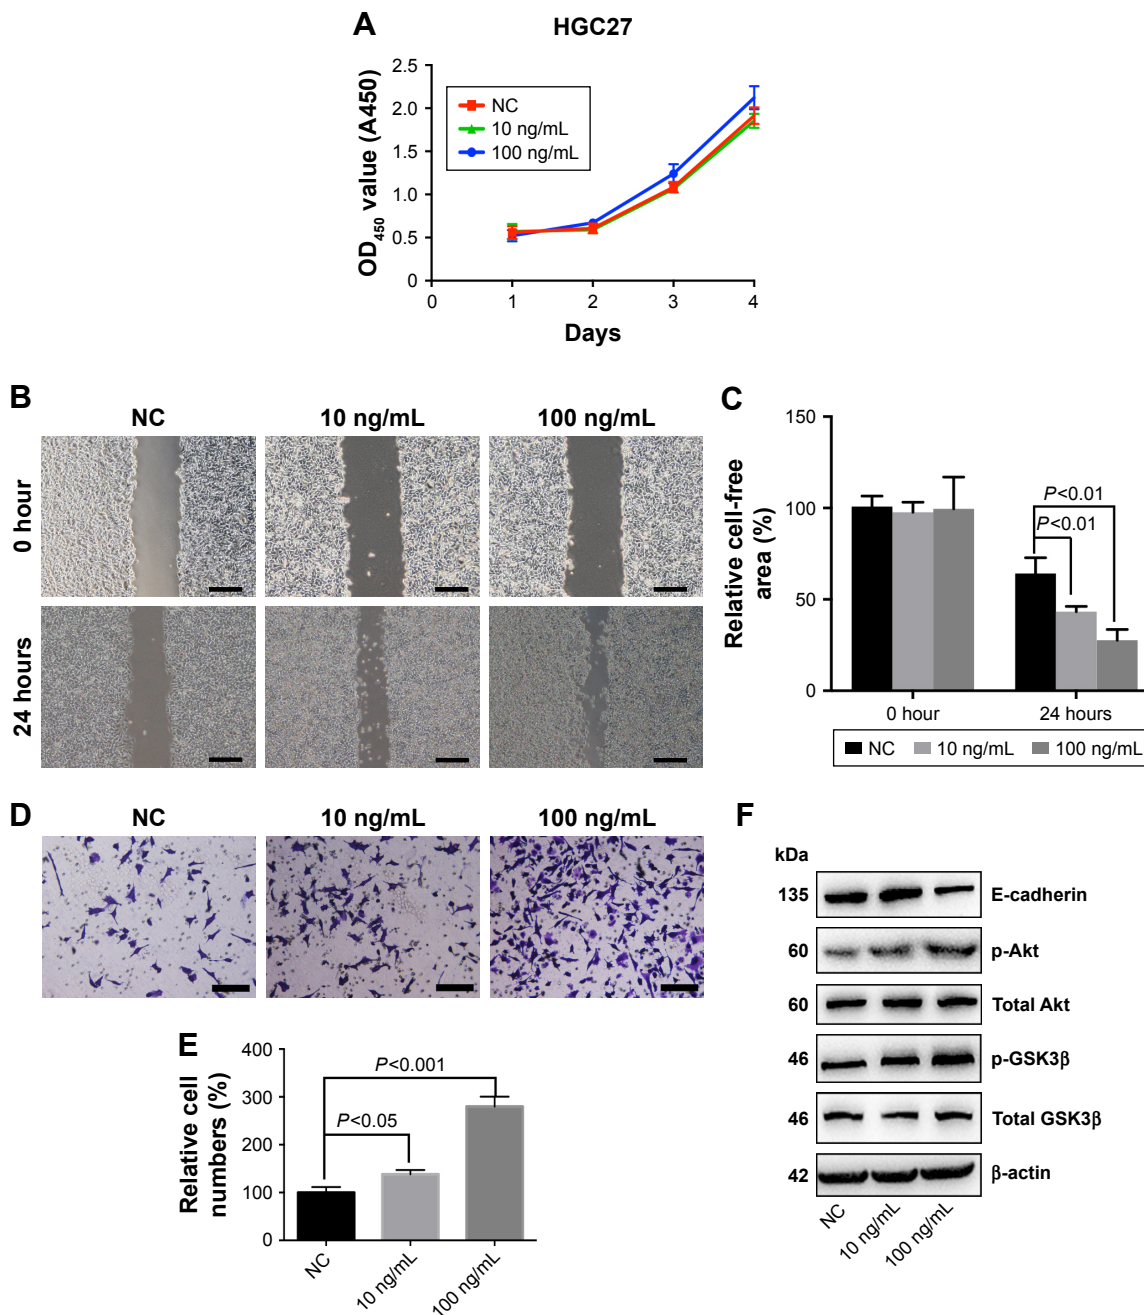 A
HGC27
OD450 value (A450)
2.5
2.0
1.5
1.0
0.5
0
NC
10 ng/mL
100 ng/mL
0
1
2
3
4
Days
B
NC
10 ng/mL
100 ng/mL
0 hour
24 hours
C
Relative cell-free
area (%)
150
100
50
0
P<0.01
P<0.01
0 hour
24 hours
NC
10 ng/mL
100 ng/mL
D
NC
10 ng/mL
100 ng/mL
E
Relative cell
numbers (%)
400
300
200
100
0
P<0.001
P<0.05
NC
10 ng/mL
100 ng/mL
F
kDa
135
E-cadherin
60
p-Akt
60
Total Akt
46
p-GSK3β
46
Total GSK3β
42
β-actin
NC
10 ng/mL
100 ng/mL